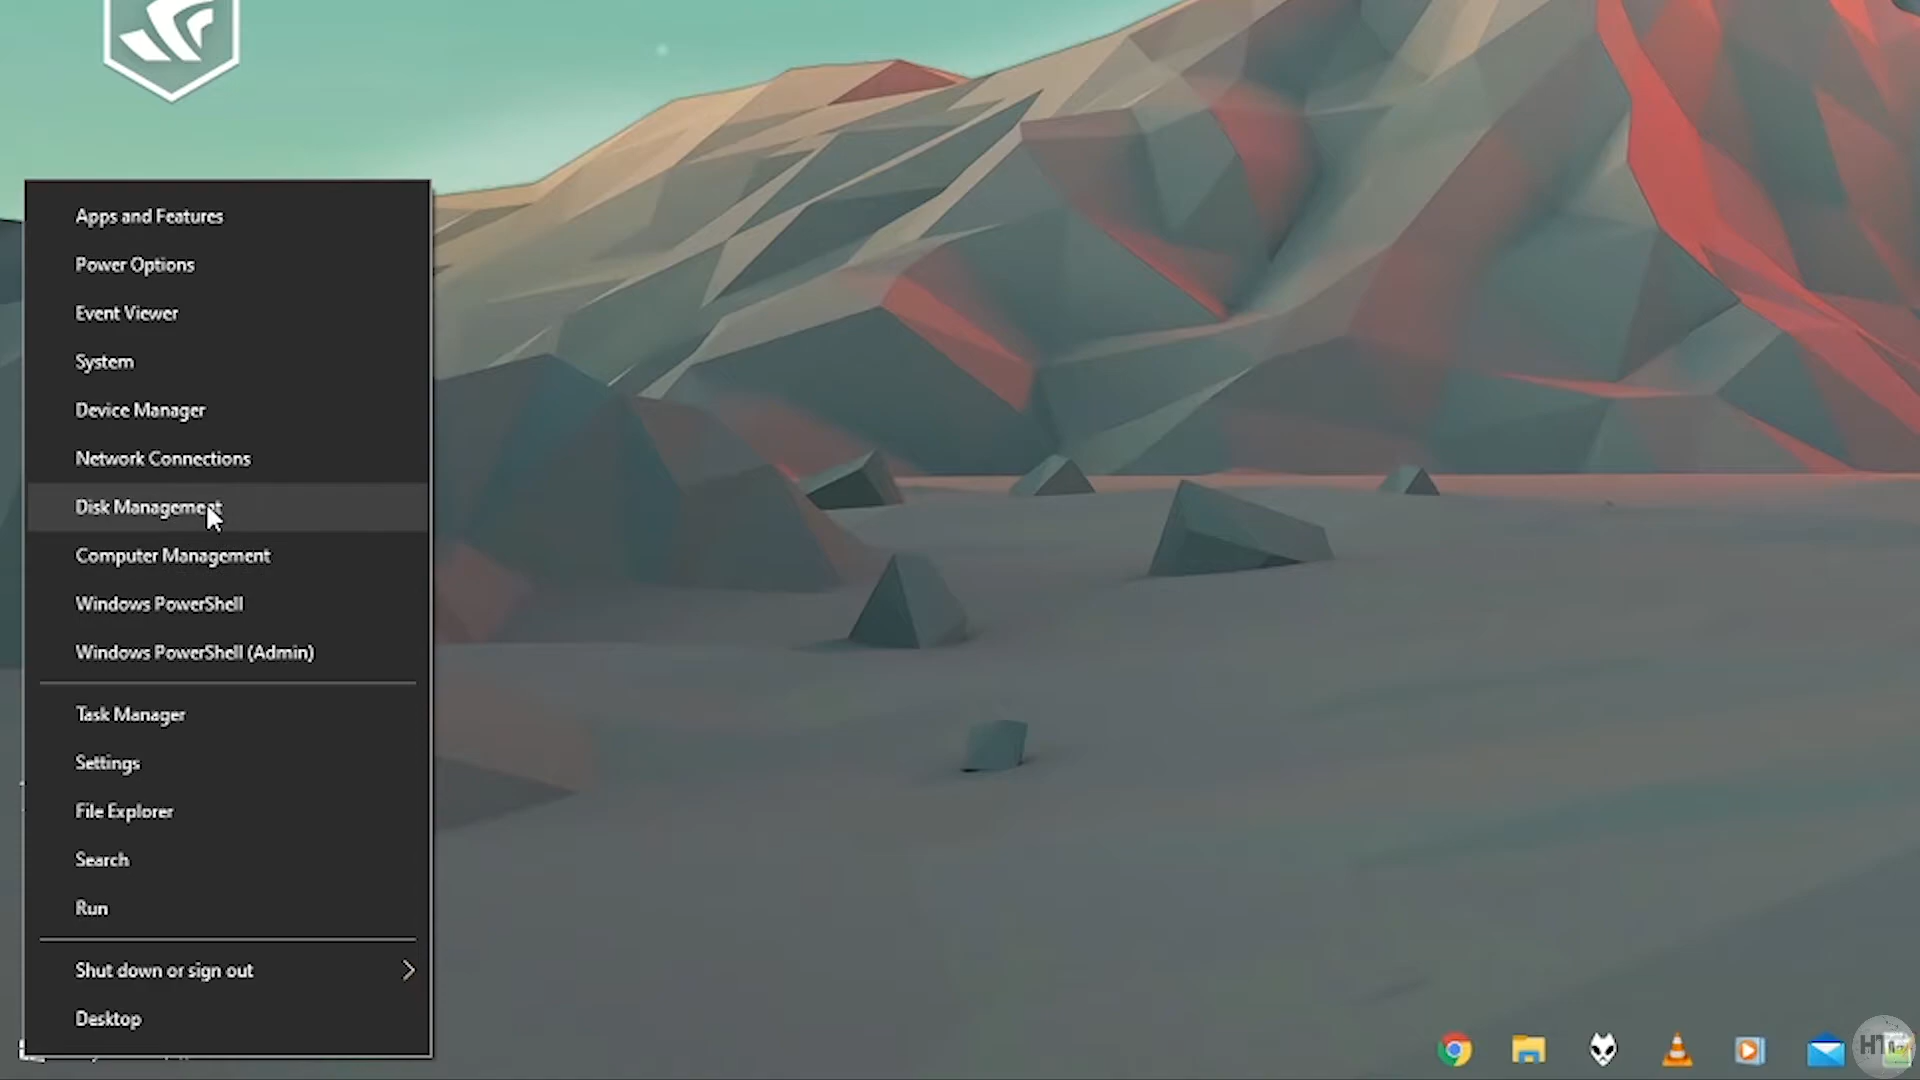 Apps and Features
Power Options
Event Viewer
System
Device Manager
Network Connections
Disk Management
Computer Management
Windows PowerShell
Windows PowerShell (Admin)
Task Manager
Settings
File Explorer
Search
Run
Shut down or sign out
Desktop